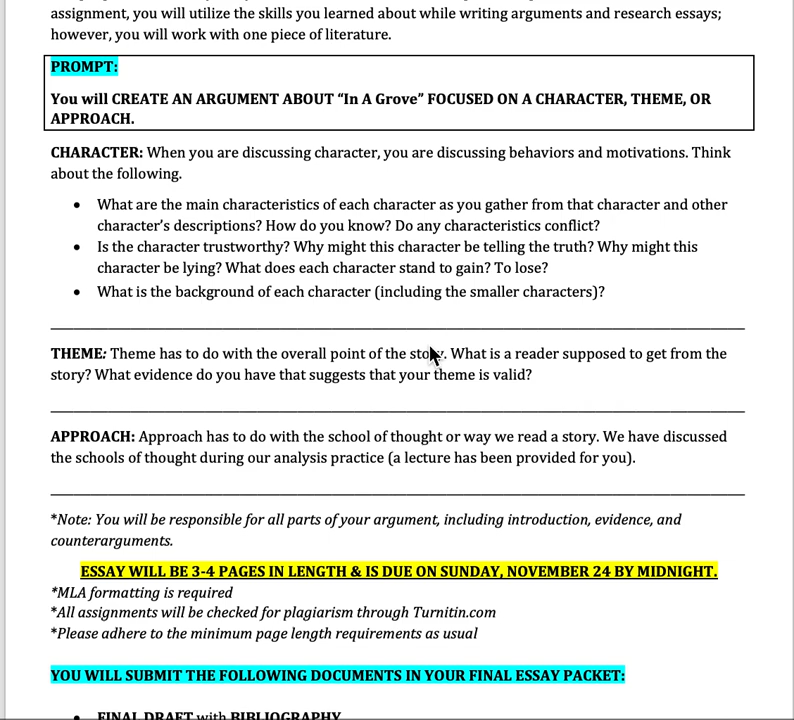 assignment, you will utilize the skills you learned about while writing arguments and research essays;
however, you will work with one piece of literature.
PROMPT:
You will CREATE AN ARGUMENT ABOUT “In A Grove” FOCUSED ON A CHARACTER, THEME, OR
APPROACH.
CHARACTER: When you are discussing character, you are discussing behaviors and motivations. Think
about the following.
• What are the main characteristics of each character as you gather from that character and other
character’s descriptions? How do you know? Do any characteristics conflict?
• Is the character trustworthy? Why might this character be telling the truth? Why might this
character be lying? What does each character stand to gain? To lose?
• What is the background of each character (including the smaller characters)?
THEME: Theme has to do with the overall point of the story. What is a reader supposed to get from the
story? What evidence do you have that suggests that your theme is valid?
APPROACH: Approach has to do with the school of thought or way we read a story. We have discussed
the schools of thought during our analysis practice (a lecture has been provided for you).
*Note: You will be responsible for all parts of your argument, including introduction, evidence, and
counterarguments.
ESSAY WILL BE 3-4 PAGES IN LENGTH & IS DUE ON SUNDAY, NOVEMBER 24 BY MIDNIGHT.
*MLA formatting is required
*All assignments will be checked for plagiarism through Turnitin.com
*Please adhere to the minimum page length requirements as usual
YOU WILL SUBMIT THE FOLLOWING DOCUMENTS IN YOUR FINAL ESSAY PACKET:
• FINAL DRAFT with BIBLIOGRAPHY